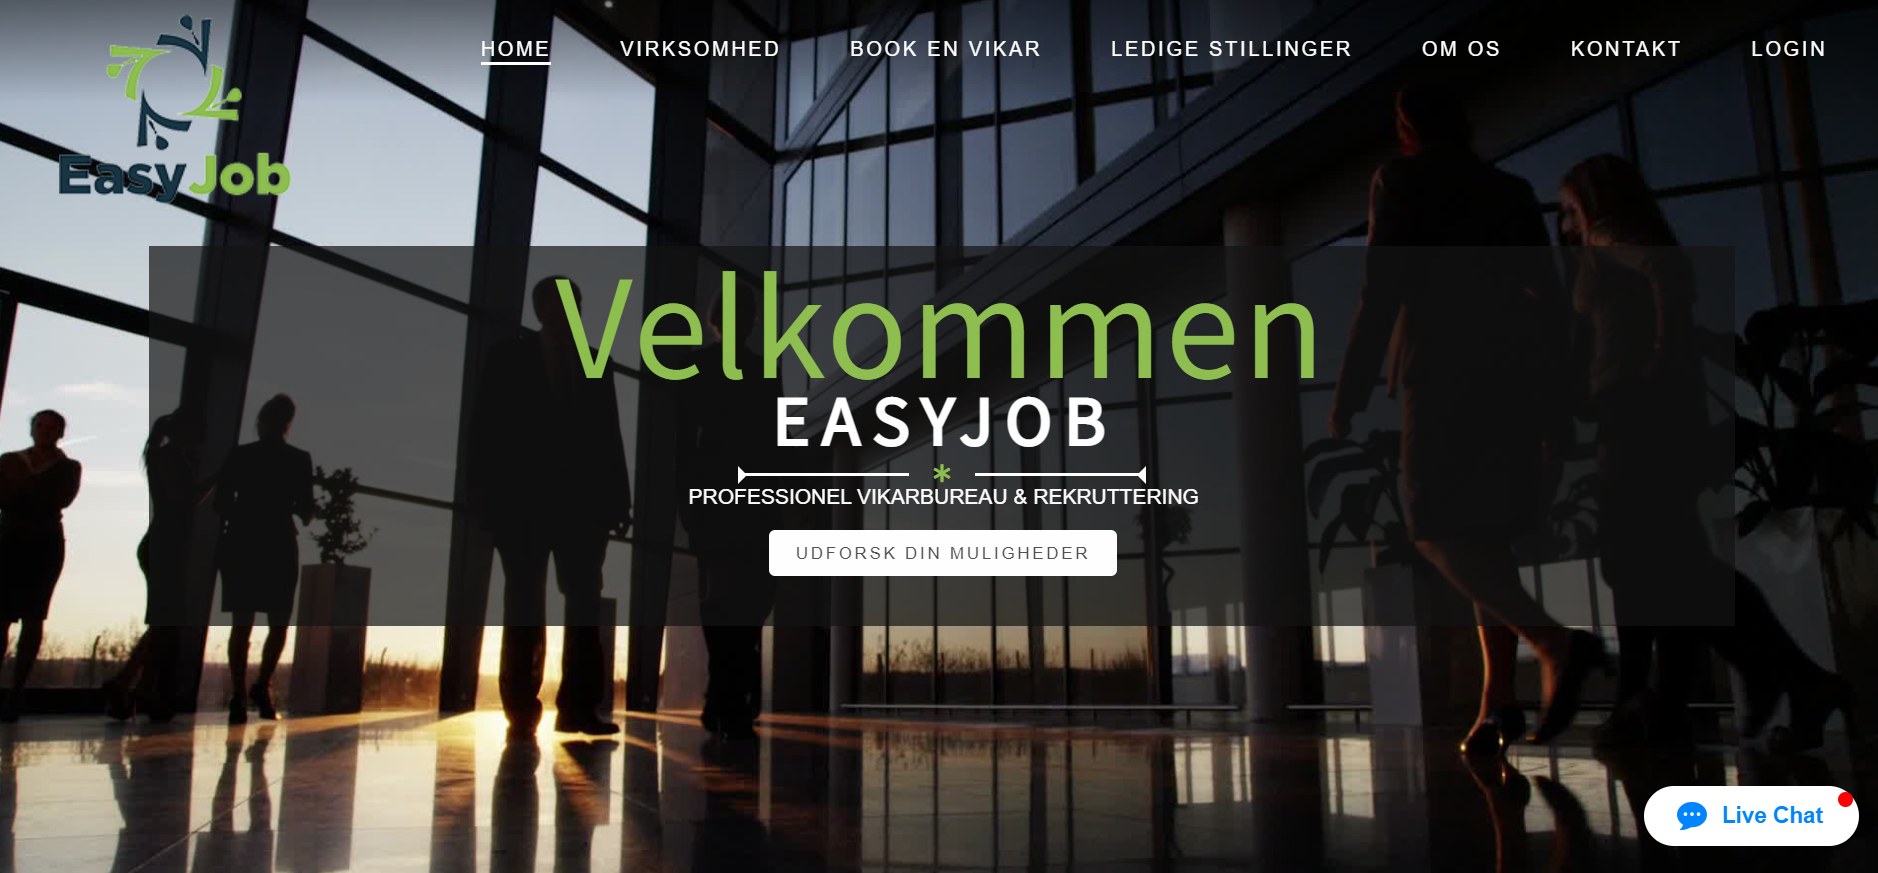 HOME
VIRKSOMHED
BOOK EN VIKAR
LEDIGE STILLINGER
OM OS
KONTAKT
LOGIN
EasyJob
Velkommen
EASYJOB
*
PROFESSIONEL VIKARBUREAU & REKRUTTERING
UDFORSK DIN MULIGHEDER
Live Chat